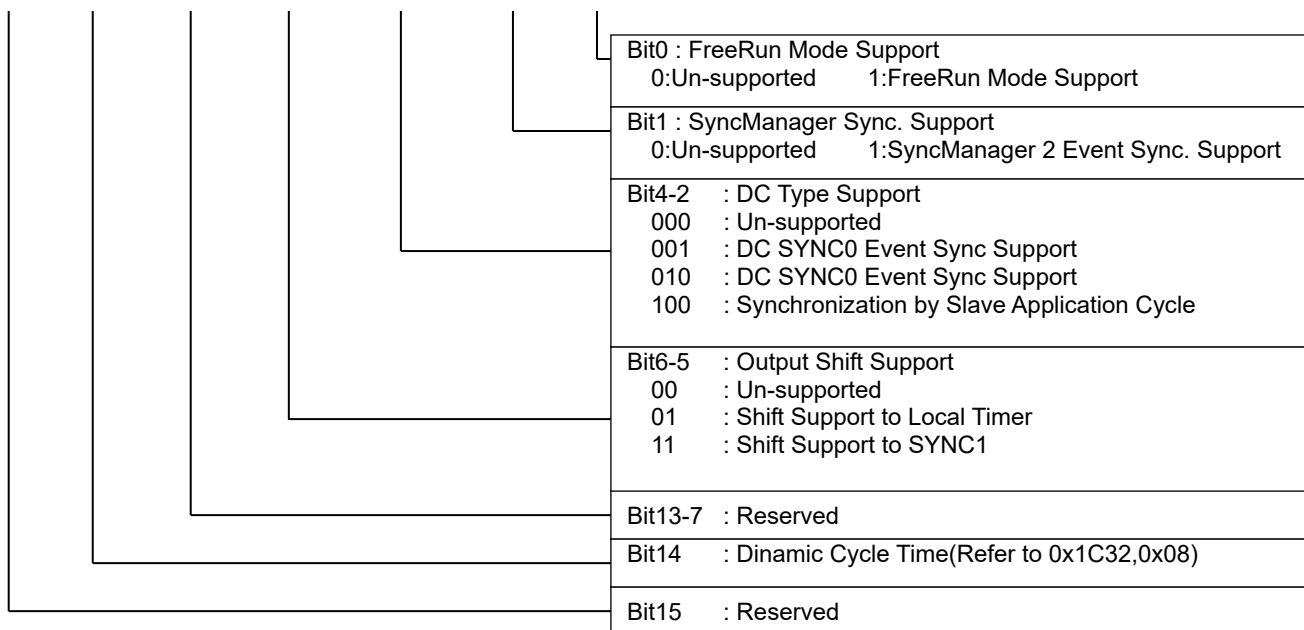 Bit0 : FreeRun Mode Support
0:Un-supported 1:FreeRun Mode Support
Bit1 : SyncManager Sync. Support
0:Un-supported 1:SyncManager 2 Event Sync. Support
Bit4-2 : DC Type Support
000 : Un-supported
001 : DC SYNC0 Event Sync Support
010 : DC SYNC0 Event Sync Support
100 : Synchronization by Slave Application Cycle
Bit6-5 : Output Shift Support
00 : Un-supported
01 : Shift Support to Local Timer
11 : Shift Support to SYNC1
Bit13-7 : Reserved
Bit14 : Dinamic Cycle Time(Refer to 0x1C32,0x08)
Bit15 : Reserved